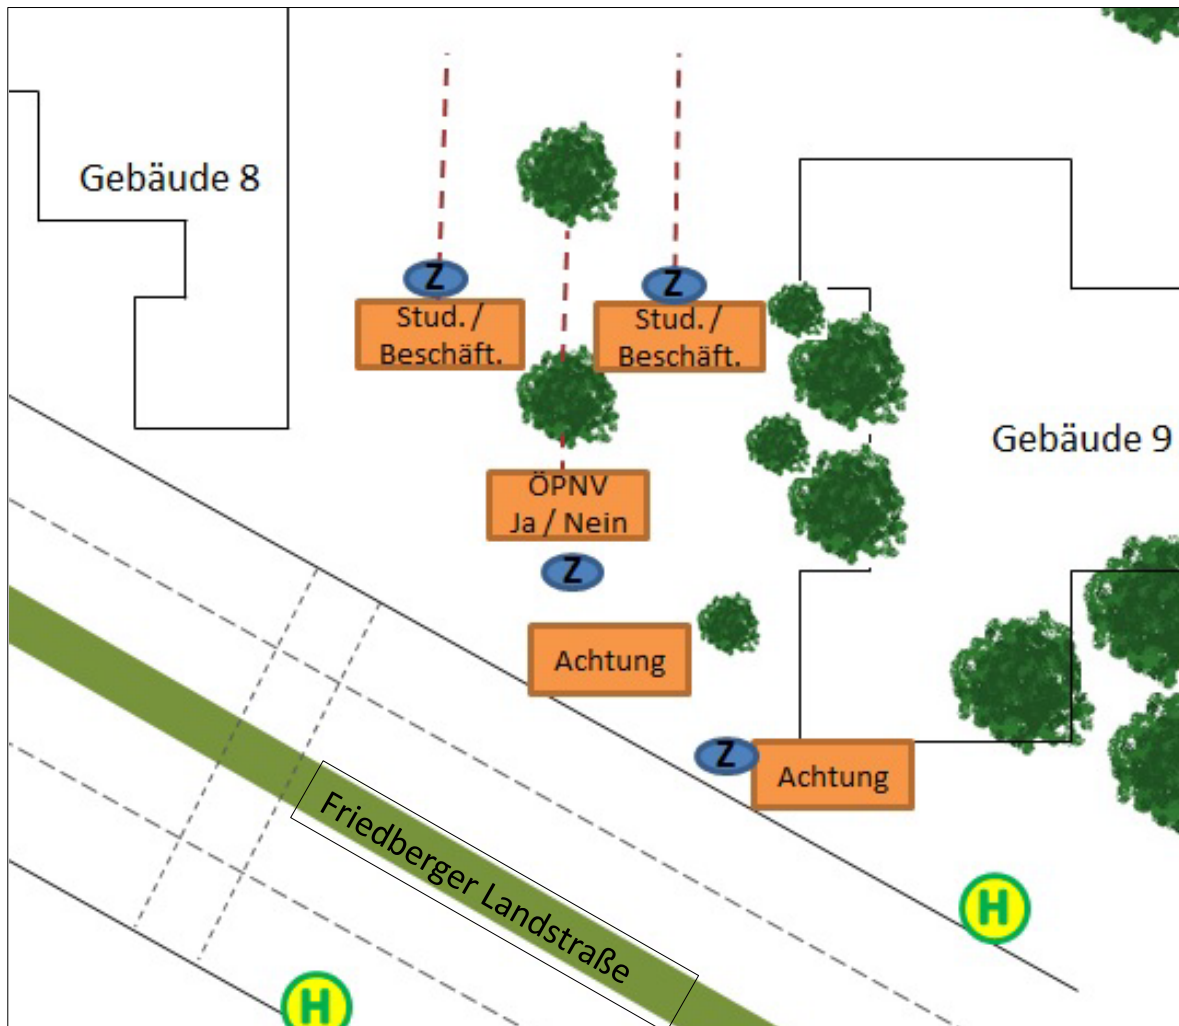 Gebäude 8
Z
Z
Stud. /
Beschäft.
Stud. /
Beschäft.
Gebäude 9
ÖPNV
Ja / Nein
Z
Achtung
Z
Achtung
Friedberger Landstraße
H
H